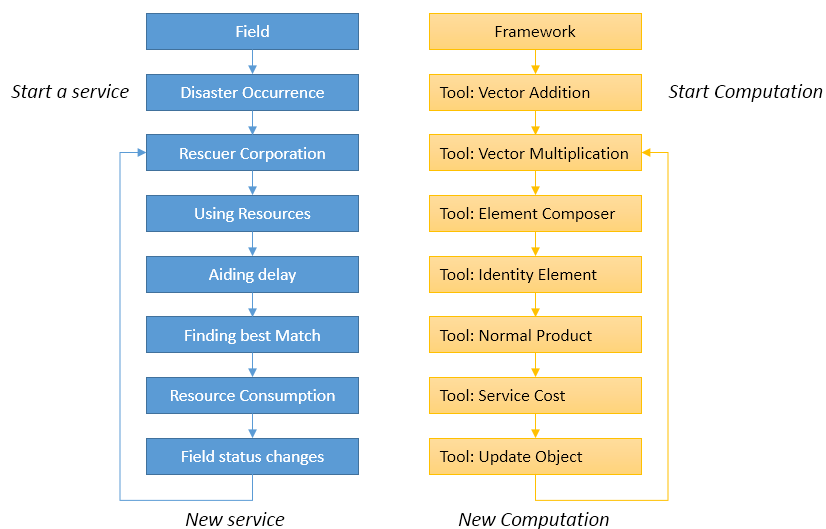 Field
Framework
Start a service
Disaster Occurrence
Tool: Vector Addition
Start Computation
Rescuer Corporation
Tool: Vector Multiplication
Using Resources
Tool: Element Composer
Aiding delay
Tool: Identity Element
Finding best Match
Tool: Normal Product
Resource Consumption
Tool: Service Cost
Field status changes
Tool: Update Object
New service
New Computation